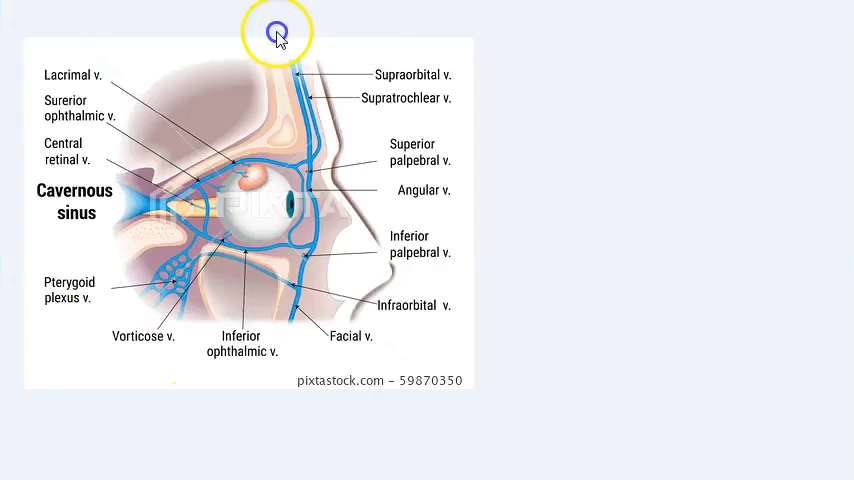 Lacrimal v.
Surerior
ophthalmic v.
Central
retinal v.
Cavernous
sinus
Pterygoid
plexus v.
Vorticose v.
Inferior
ophthalmic v.
Facial v.
Supraorbital v.
Supratrochlear v.
Superior
palpebral v.
Angular v.
Inferior
palpebral v.
Infraorbital v.
PIXTA
pixtastock.com - 59870350